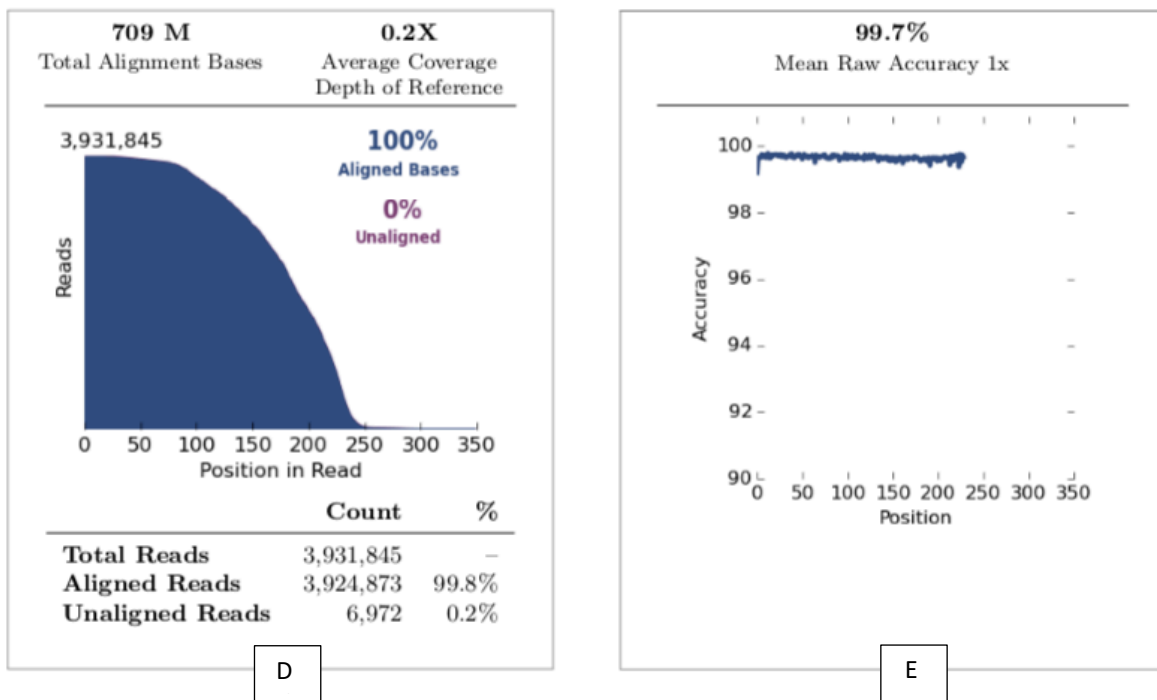 709 M
Total Alignment Bases
0.2X
Average Coverage
Depth of Reference
3,931,845
100%
Aligned Bases
0%
Unaligned
Reads
0 50 100 150 200 250 300 350
Position in Read
Count %
Total Reads 3,931,845 –
Aligned Reads 3,924,873 99.8%
Unaligned Reads 6,972 0.2%
D
99.7%
Mean Raw Accuracy 1x
100
98
96
94
92
90
Accuracy
0 50 100 150 200 250 300 350
Position
E